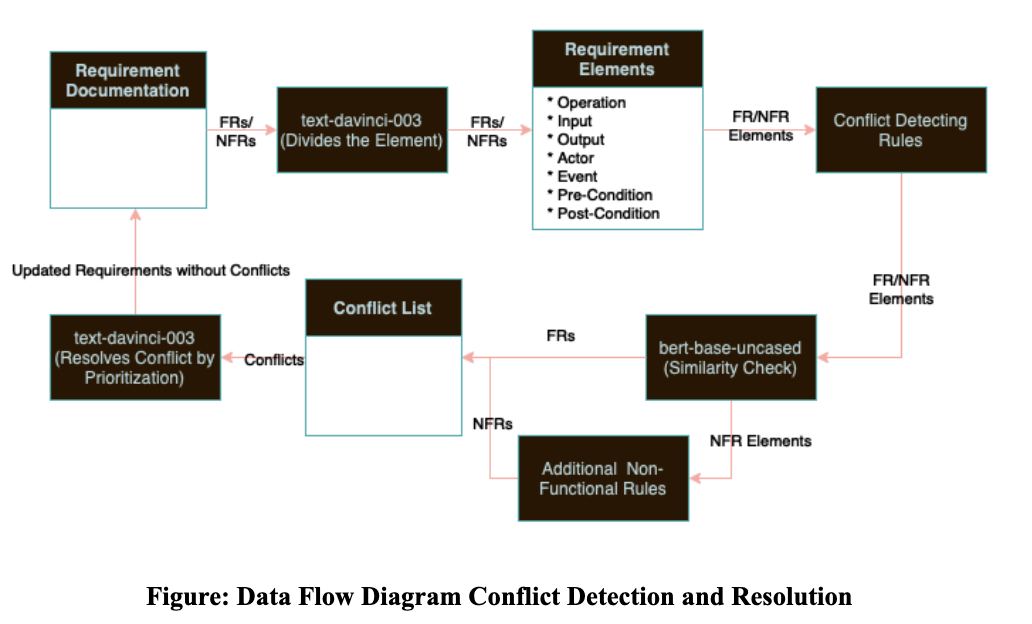 Requirement
Documentation
FRs/
NFRs
text-davinci-003
(Divides the Element)
FRs/
NFRs
Requirement
Elements
* Operation
* Input
* Output
* Actor
* Event
* Pre-Condition
* Post-Condition
FR/NFR
Elements
Conflict Detecting
Rules
FR/NFR
Elements
bert-base-uncased
(Similarity Check)
FRs
NFR Elements
Additional Non-
Functional Rules
NFRs
Conflict List
Conflicts
text-davinci-003
(Resolves Conflict by
Prioritization)
Updated Requirements without Conflicts
Figure: Data Flow Diagram Conflict Detection and Resolution